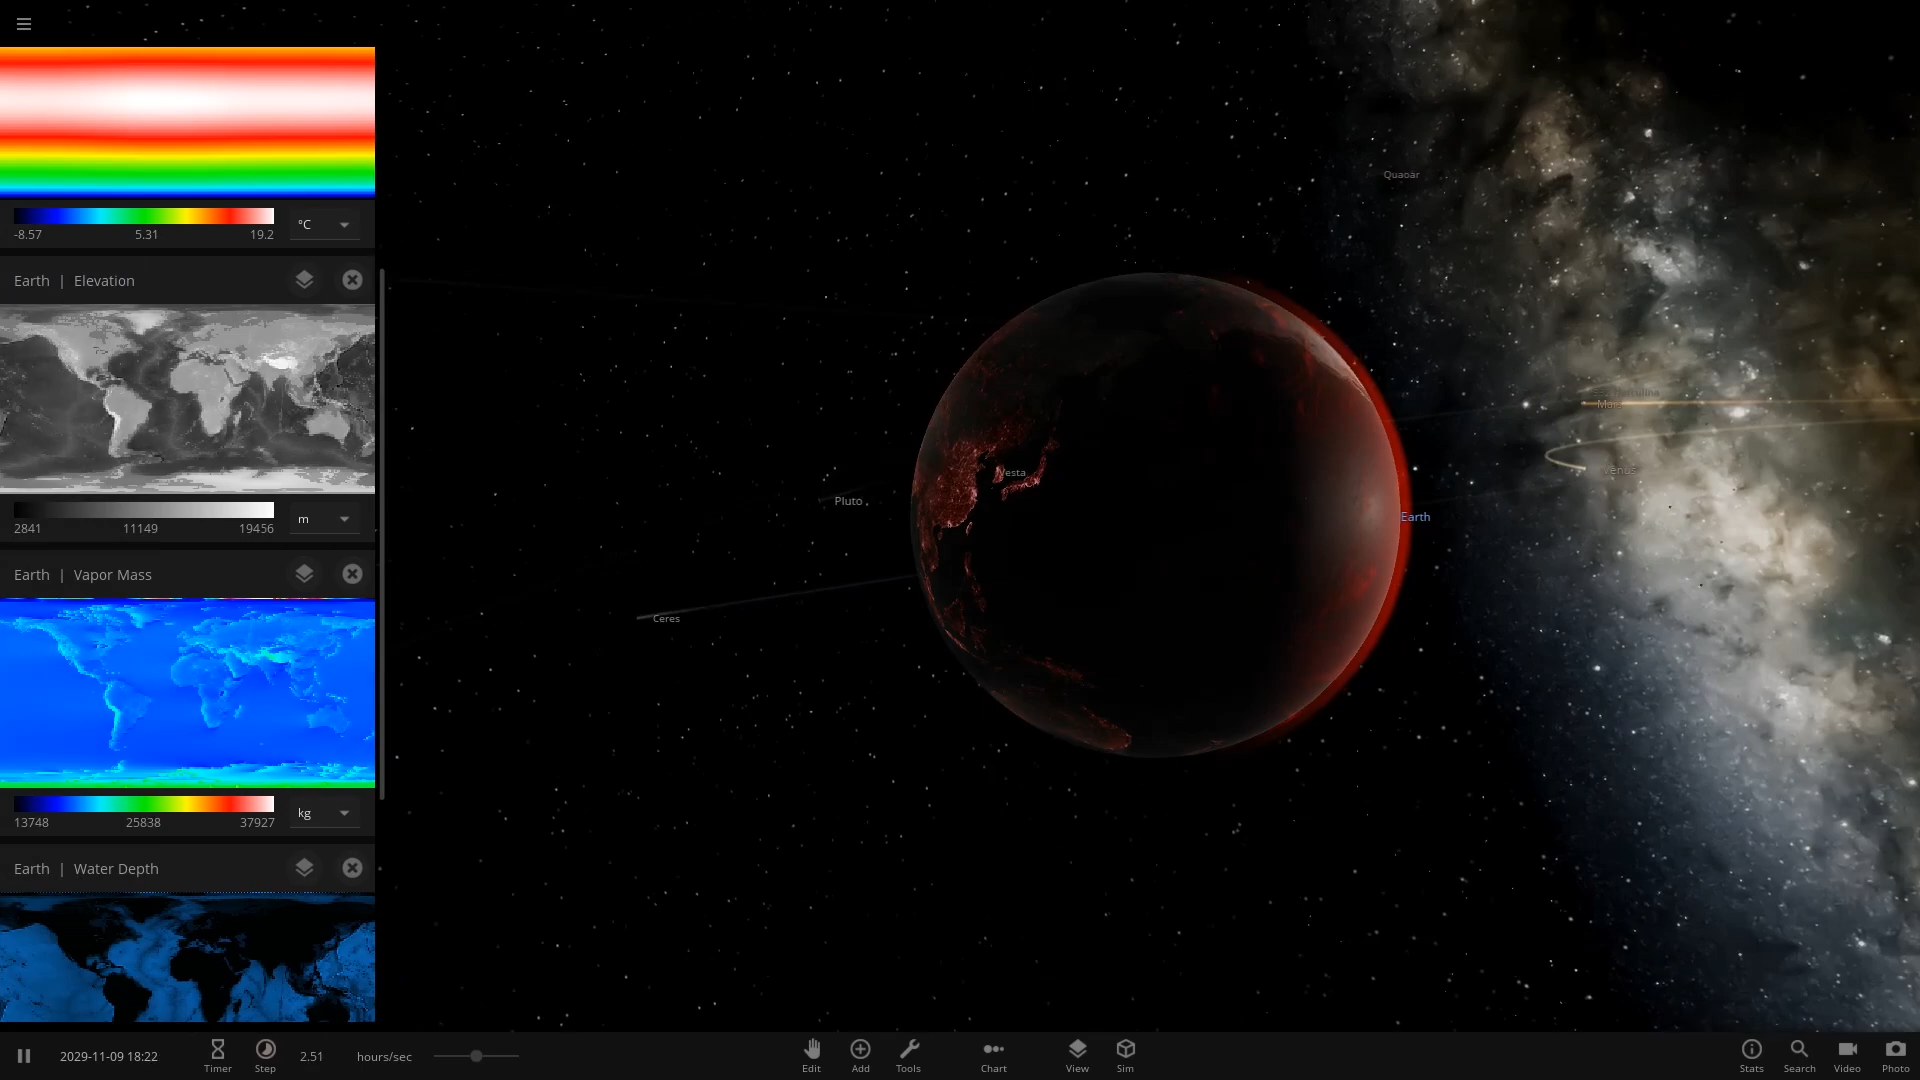 °C
-8.57 5.31 19.2
Earth | Elevation
2841 11149 19456
m
Earth | Vapor Mass
13748 25838 37927
kg
Earth | Water Depth
Quaoar
Mars
Venus
Vesta
Pluto
Earth
Ceres
2029-11-09 18:22
Timer
Step
2.51 hours/sec
Edit
Add
Tools
Chart
View
Sim
Stats
Search
Video
Photo